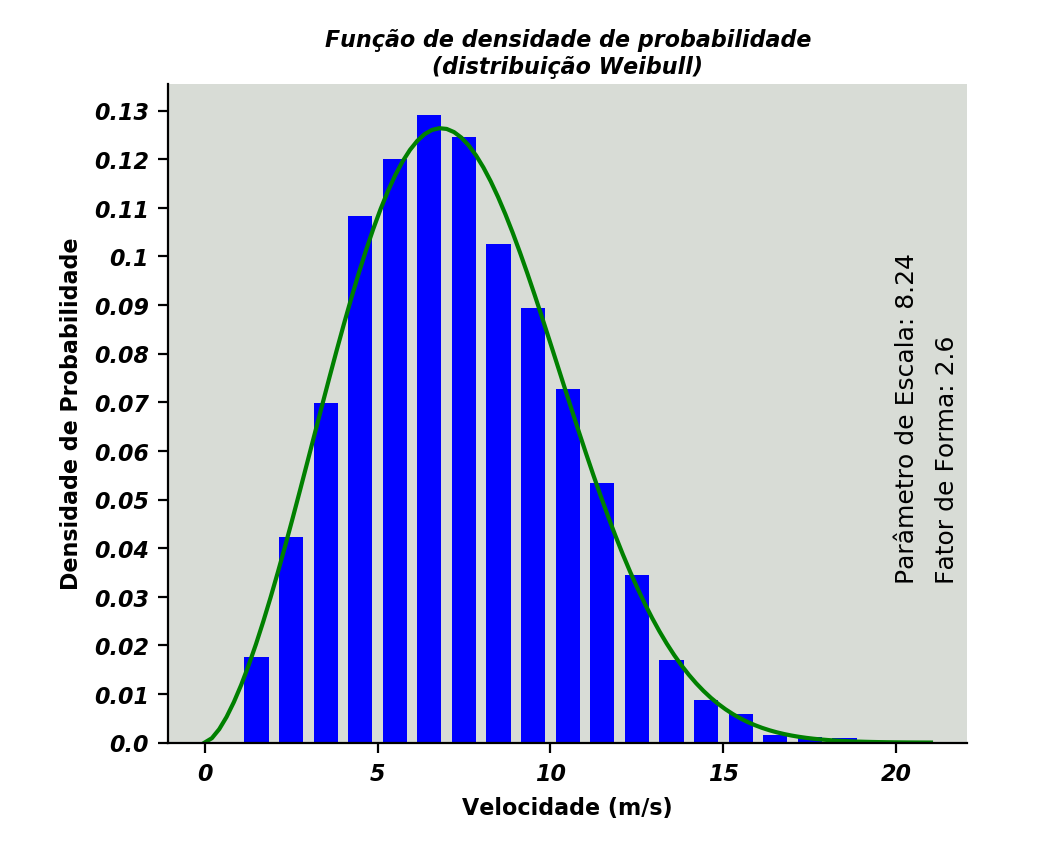 Função de densidade de probabilidade
(distribuição Weibull)
Densidade de Probabilidade
0.13
0.12
0.11
0.1
0.09
0.08
0.07
0.06
0.05
0.04
0.03
0.02
0.01
0.0
Parâmetro de Escala: 8.24
Fator de Forma: 2.6
0 5 10 15 20
Velocidade (m/s)